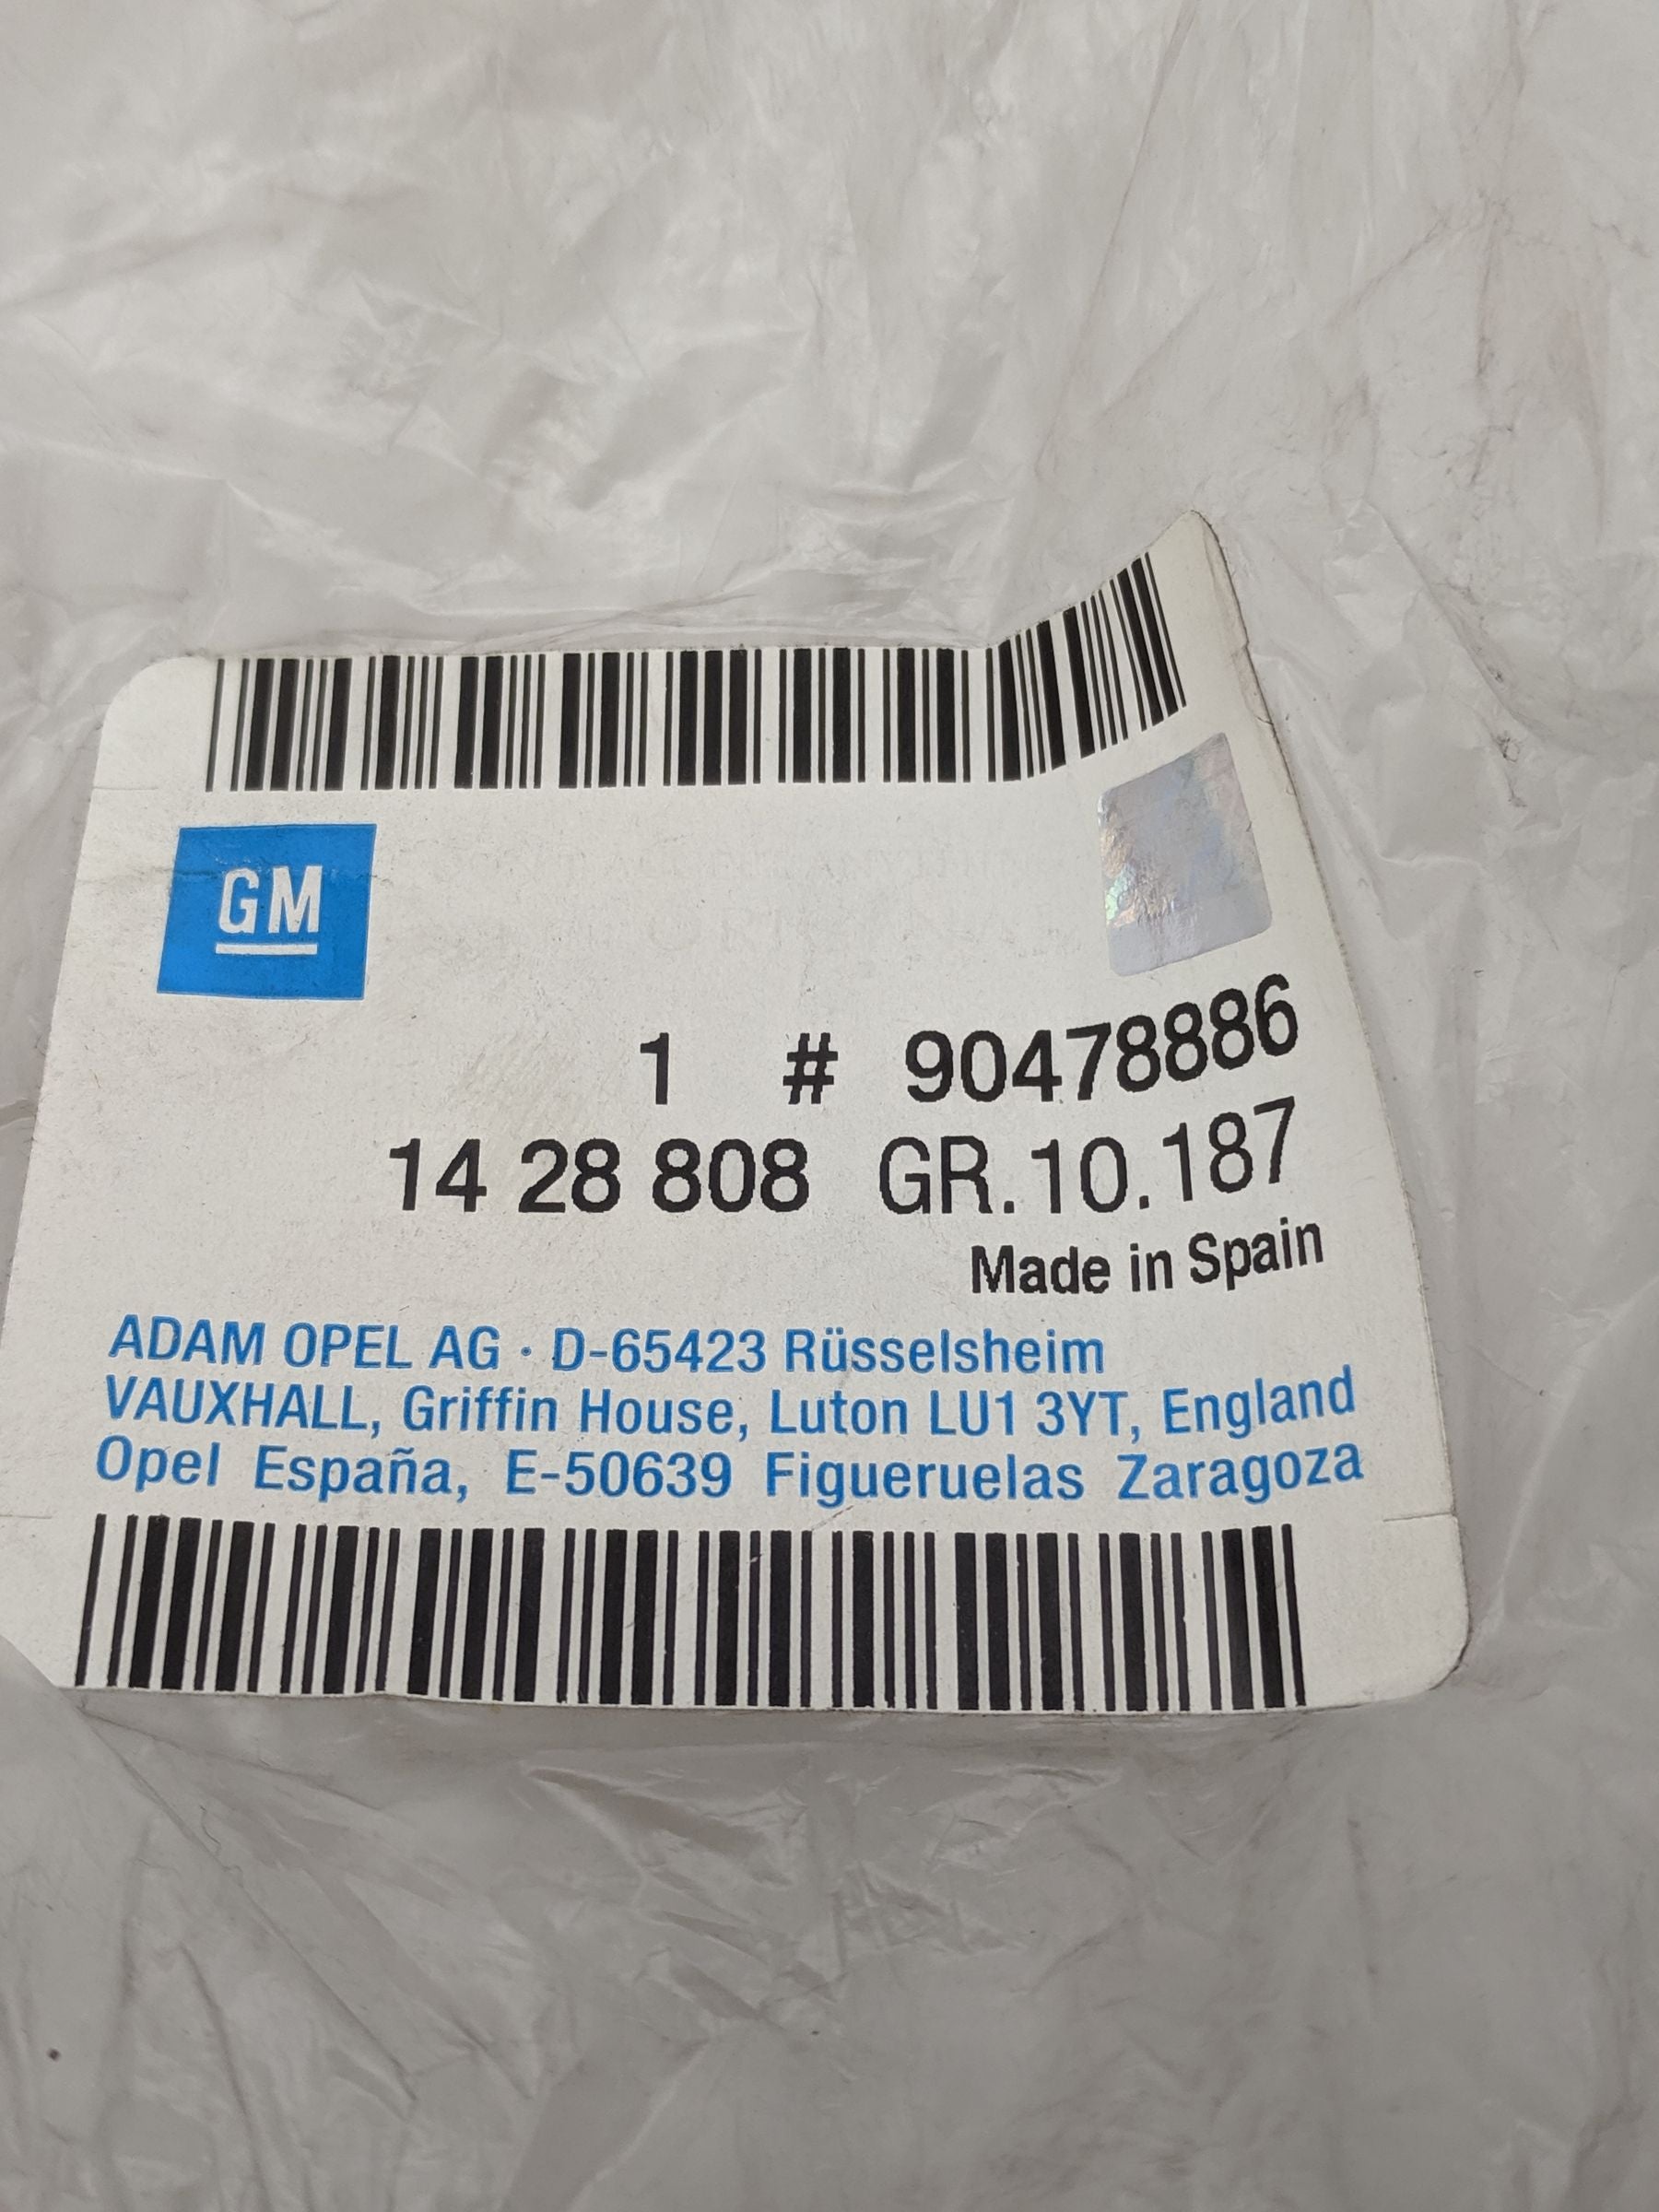 GM
1 # 90478886
14 28 808 GR.10.187
Made in Spain
ADAM OPEL AG · D-65423 Rüsselsheim
VAUXHALL, Griffin House, Luton LU1 3YT, England
Opel España, E-50639 Figueruelas Zaragoza